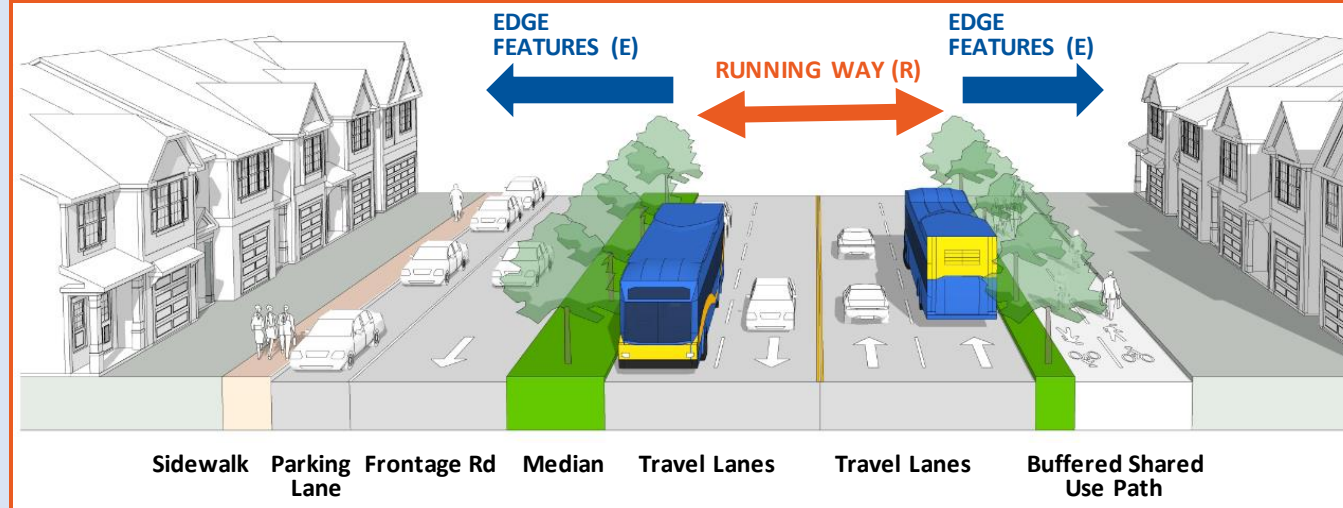 EDGE
FEATURES (E)
RUNNING WAY (R)
EDGE
FEATURES (E)
Sidewalk
Parking
Lane
Frontage Rd
Median
Travel Lanes
Travel Lanes
Buffered Shared
Use Path